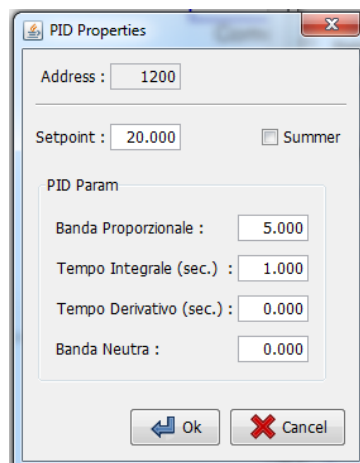 PID Properties
Address : 1200
Setpoint : 20.000 Summer
PID Param
Banda Proporzionale : 5.000
Tempo Integrale (sec.) : 1.000
Tempo Derivativo (sec.) : 0.000
Banda Neutra : 0.000
Ok Cancel